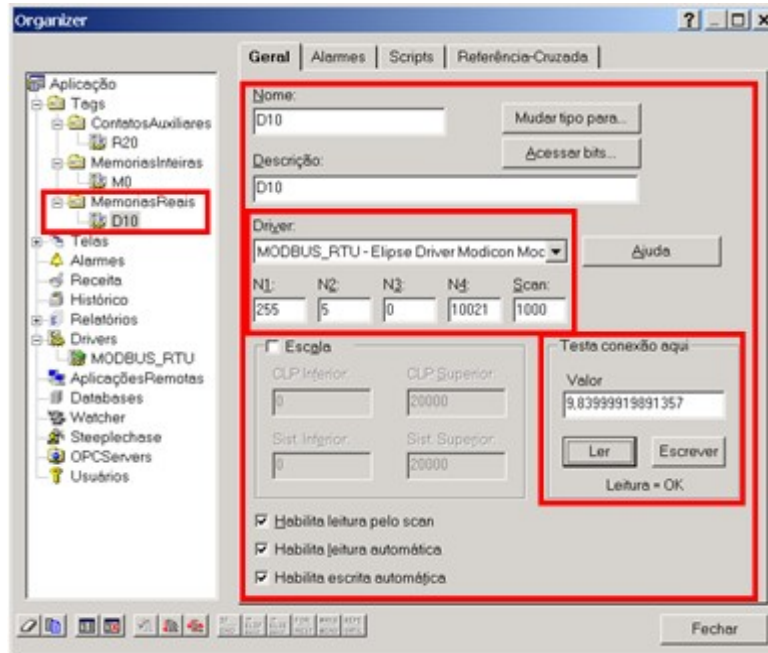 Organizer
Geral Alarmes Scripts Referência-Cruzada
Aplicação
Tags
ContatosAuxiliares
R20
MemoriasInteiras
M0
MemoriasReais
D10
Telas
Alarmes
Receita
Histórico
Relatórios
Drivers
MODBUS_RTU
AplicaçõesRemotas
Databases
Watcher
Steeplechase
OPCServers
Usuários
Nome:
D10
Mudar tipo para...
Acessar bits...
Descrição:
D10
Driver:
MODBUS_RTU - Elipse Driver Modicon Moc
Ajuda
N1: N2: N3: N4: Scan:
255 5 0 10021 1000
Escala
CLP Inferior: CLP Superior:
0 20000
Sist. Inferior: Sist. Superior:
0 20000
Testa conexão aqui
Valor
9,83999919891357
Ler Escrever
Leitura = OK
Habilita leitura pelo scan
Habilita leitura automática
Habilita escrita automática
Fechar